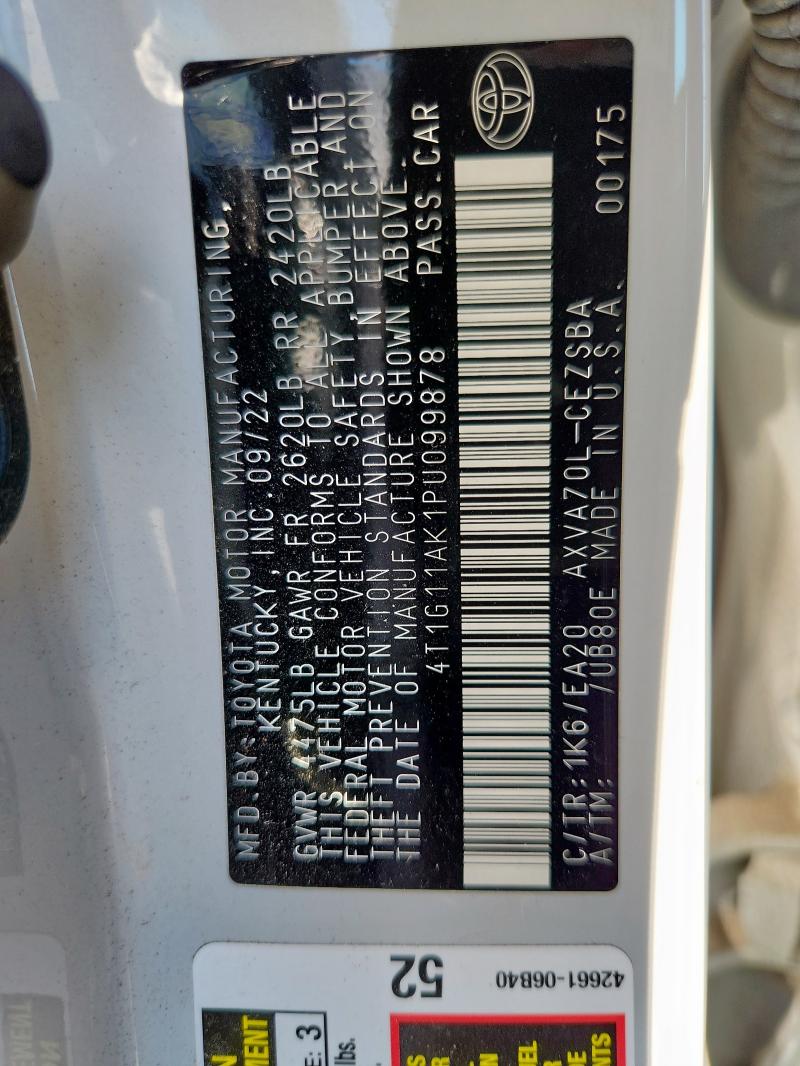 MFD. BY: TOYOTA MOTOR MANUFACTURING,
KENTUCKY, INC. 09/22
GVWR 4475LB GAWR FR 2620LB RR 2420LB
THIS VEHICLE CONFORMS TO ALL APPLICABLE
FEDERAL MOTOR VEHICLE SAFETY, BUMPER, AND
THEFT PREVENTION STANDARDS IN EFFECT ON
THE DATE OF MANUFACTURE SHOWN ABOVE.
4T1G11AK1PU099878 PASS.CAR
C/TR: 1K6/EA20 AXVA70L-CEZSBA 00175
A/TM: /UB80E MADE IN U.S.A.
52
42661-06B40
E: 3
lbs.